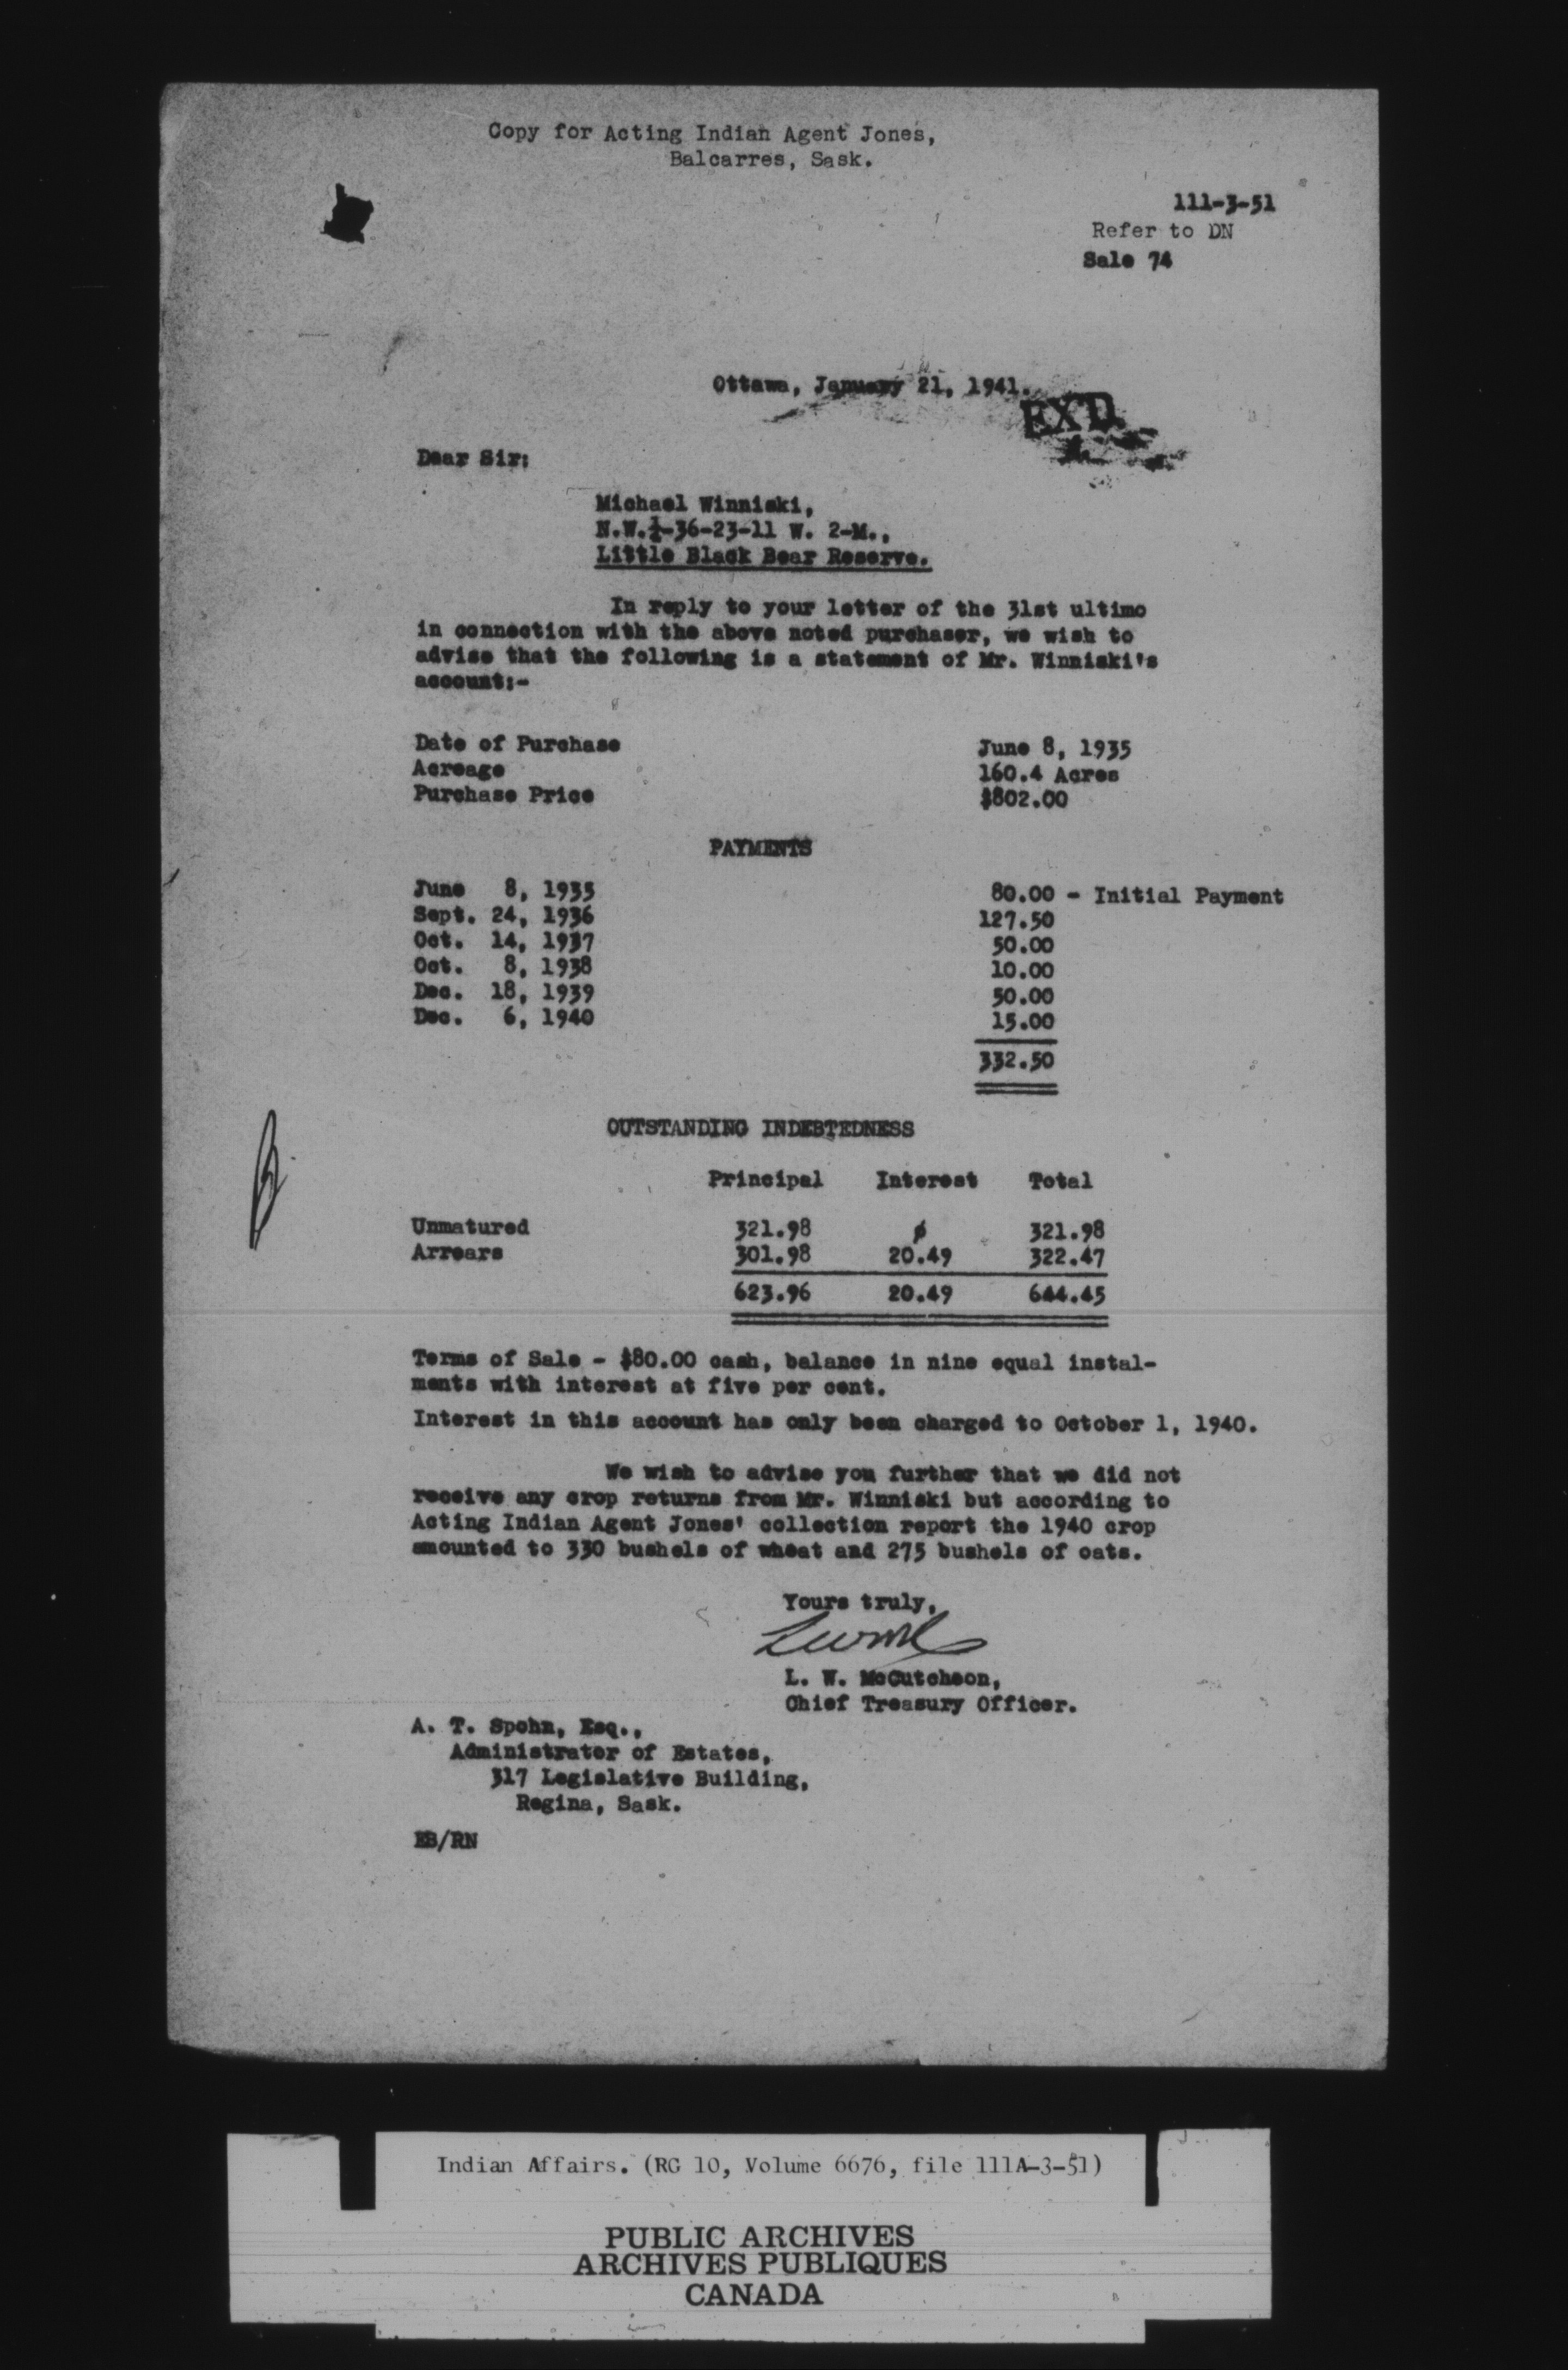 Copy for Acting Indian Agent Jones,
Balcarres, Sask.
111-3-51
Refer to DN
Sale 74
Ottawa, January 21, 1941.
EX'D
Dear Sir:
Michael Winniski,
N.W.¼-36-23-11 W. 2-M.,
Little Black Bear Reserve.
In reply to your letter of the 31st ultimo
in connection with the above noted purchaser, we wish to
advise that the following is a statement of Mr. Winniski's
account:-
Date of Purchase June 8, 1935
Acreage 160.4 Acres
Purchase Price $802.00
PAYMENTS
June 8, 1935 80.00 - Initial Payment
Sept. 24, 1936 127.50
Oct. 14, 1937 50.00
Oct. 8, 1938 10.00
Dec. 18, 1939 50.00
Dec. 6, 1940 15.00
332.50
OUTSTANDING INDEBTEDNESS
Principal Interest Total
Unmatured 321.98 ∅ 321.98
Arrears 301.98 20.49 322.47
623.96 20.49 644.45
Terms of Sale - $80.00 cash, balance in nine equal instal-
ments with interest at five per cent.
Interest in this account has only been charged to October 1, 1940.
We wish to advise you further that we did not
receive any crop returns from Mr. Winniski but according to
Acting Indian Agent Jones' collection report the 1940 crop
amounted to 330 bushels of wheat and 275 bushels of oats.
Yours truly,
L. W. McCutcheon,
Chief Treasury Officer.
A. T. Spohn, Esq.,
Administrator of Estates,
317 Legislative Building,
Regina, Sask.
EB/RN
Indian Affairs. (RG 10, Volume 6676, file 111A-3-51)
PUBLIC ARCHIVES
ARCHIVES PUBLIQUES
CANADA